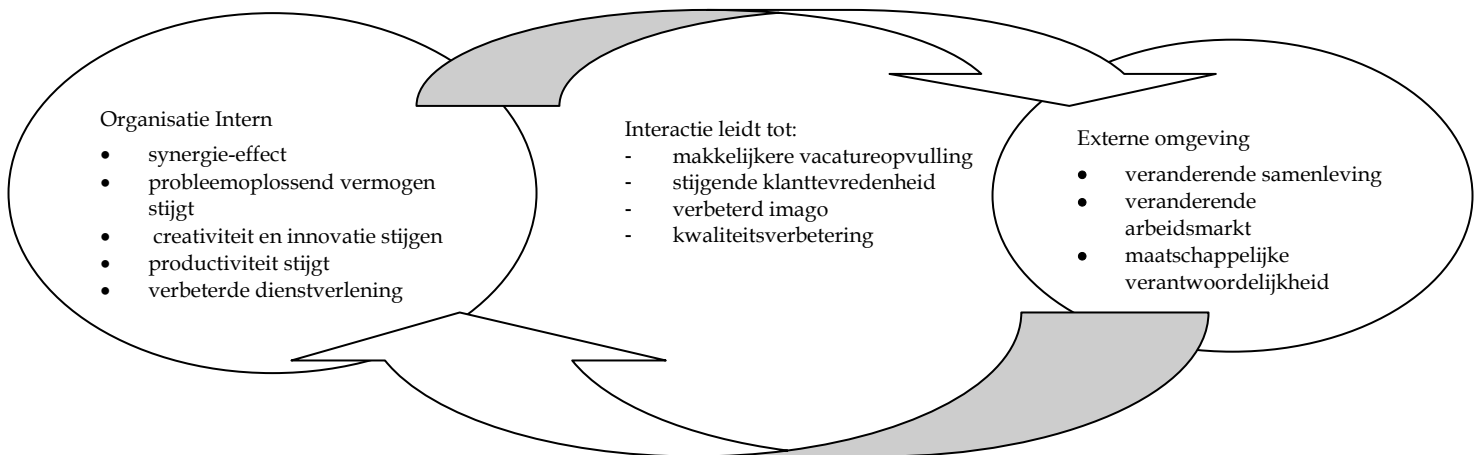 Organisatie Intern
• synergie-effect
• probleemoplossend vermogen
stijgt
• creativiteit en innovatie stijgen
• productiviteit stijgt
• verbeterde dienstverlening
Interactie leidt tot:
- makkelijkere vacatureopvulling
- stijgende klanttevredenheid
- verbeterd imago
- kwaliteitsverbetering
Externe omgeving
• veranderende samenleving
• veranderende
arbeidsmarkt
• maatschappelijke
verantwoordelijkheid